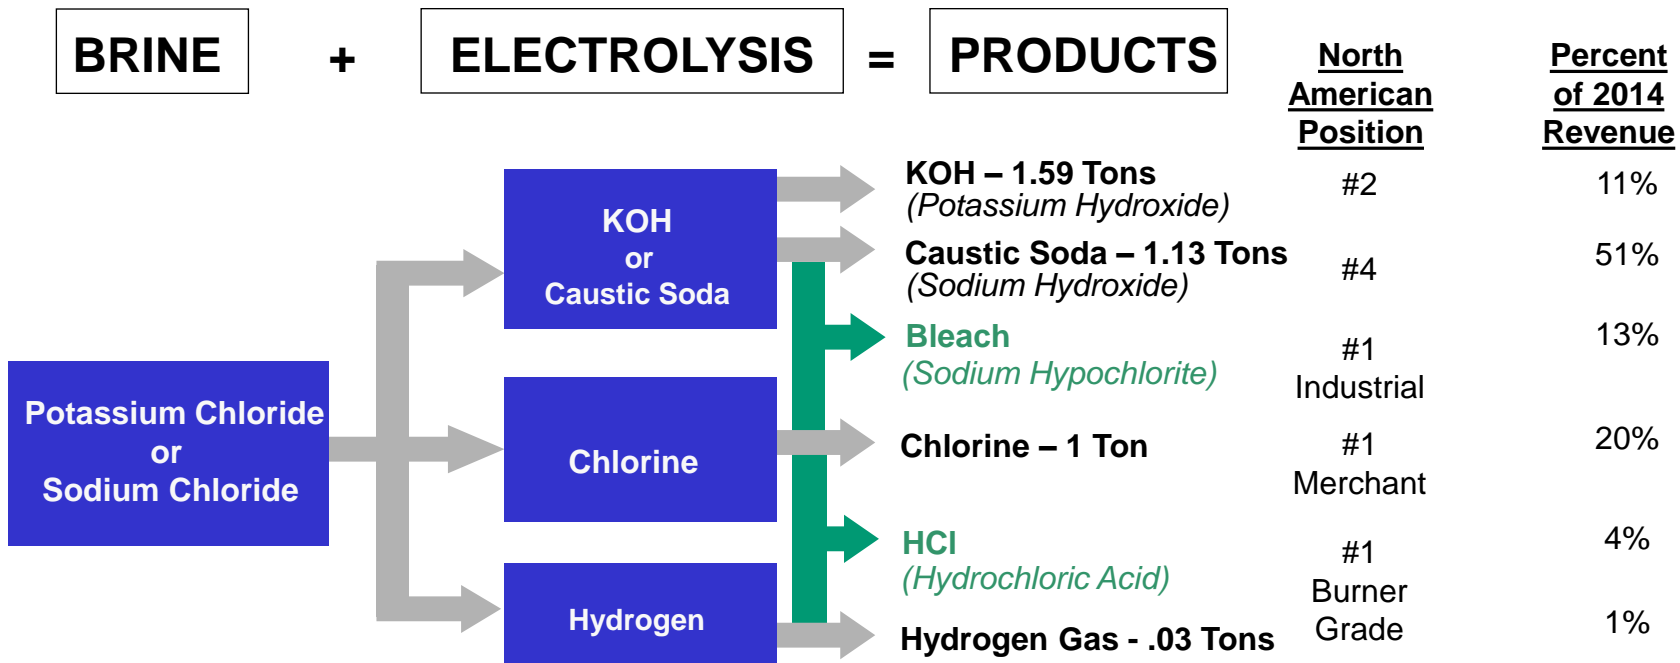 BRINE + ELECTROLYSIS = PRODUCTS
North
American
Position
Percent
of 2014
Revenue
Potassium Chloride
or
Sodium Chloride
KOH
or
Caustic Soda
Chlorine
Hydrogen
KOH – 1.59 Tons
(Potassium Hydroxide)
#2
11%
Caustic Soda – 1.13 Tons
(Sodium Hydroxide)
#4
51%
Bleach
(Sodium Hypochlorite)
#1
Industrial
13%
Chlorine – 1 Ton
#1
Merchant
20%
HCl
(Hydrochloric Acid)
#1
Burner
Grade
4%
Hydrogen Gas - .03 Tons
1%